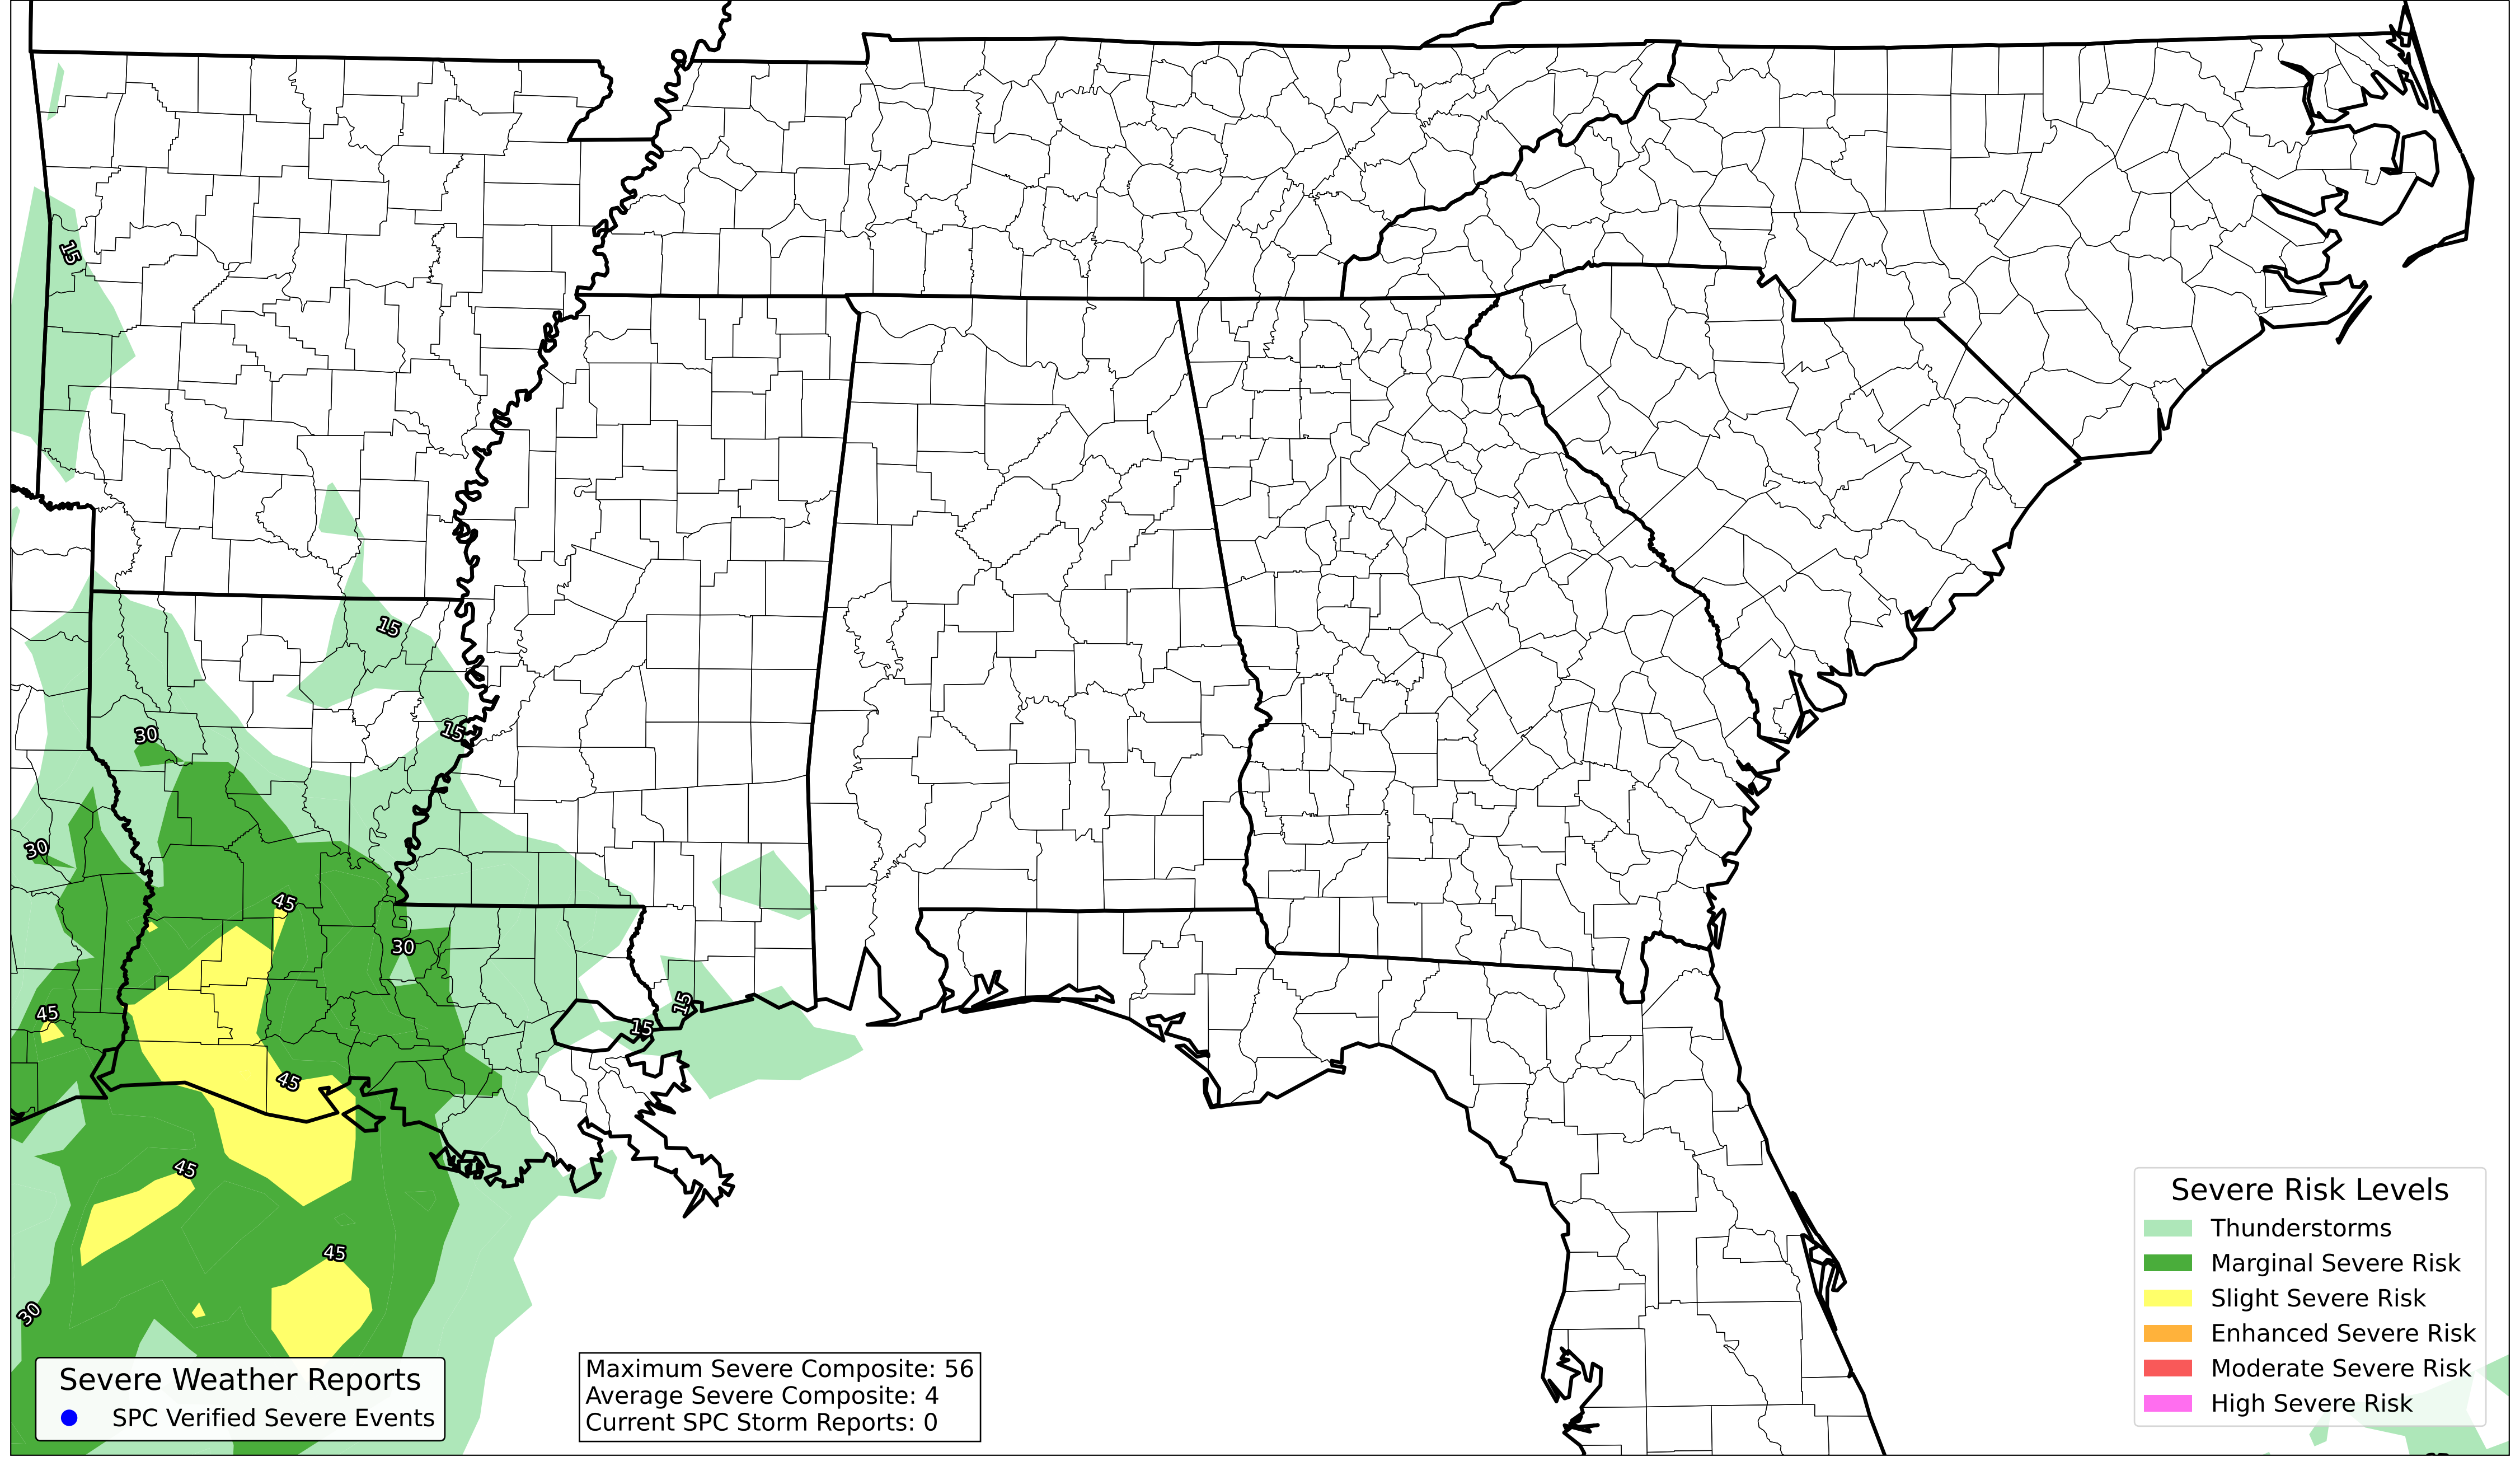 15
15
15
30
30
45
30
45
15
15
45
45
45
30
Severe Risk Levels
Thunderstorms
Marginal Severe Risk
Slight Severe Risk
Enhanced Severe Risk
Moderate Severe Risk
High Severe Risk
Severe Weather Reports
SPC Verified Severe Events
Maximum Severe Composite: 56
Average Severe Composite: 4
Current SPC Storm Reports: 0